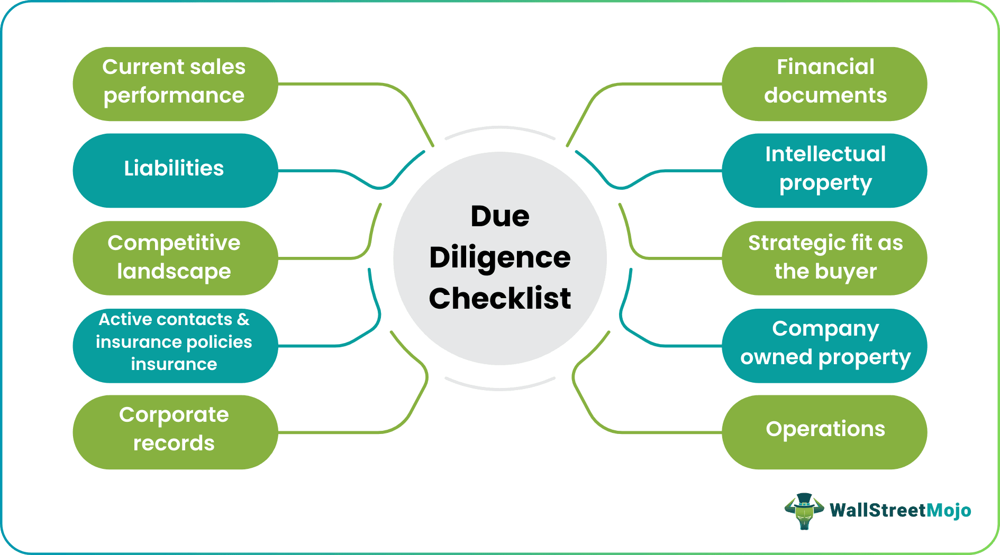 Current sales
performance
Liabilities
Competitive
landscape
Active contacts &
insurance policies
insurance
Corporate
records
Due
Diligence
Checklist
Financial
documents
Intellectual
property
Strategic fit as
the buyer
Company
owned property
Operations
WallStreetMojo